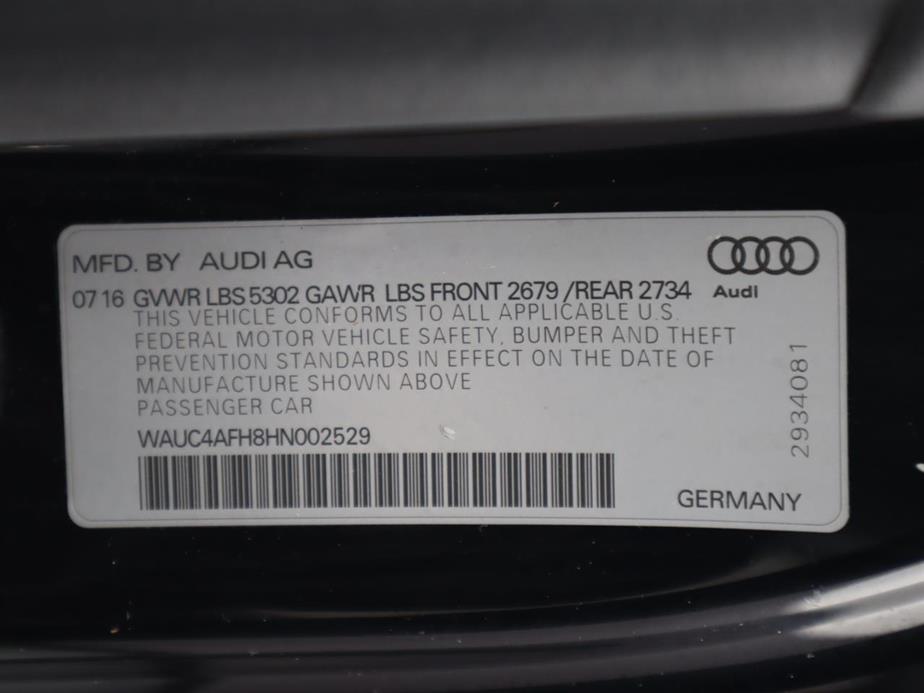 MFD. BY AUDI AG
07 16 GVWR LBS 5302 GAWR LBS FRONT 2679 /REAR 2734
Audi
THIS VEHICLE CONFORMS TO ALL APPLICABLE U.S.
FEDERAL MOTOR VEHICLE SAFETY, BUMPER AND THEFT
PREVENTION STANDARDS IN EFFECT ON THE DATE OF
MANUFACTURE SHOWN ABOVE
PASSENGER CAR
WAUC4AFH8HN002529
2934081
GERMANY